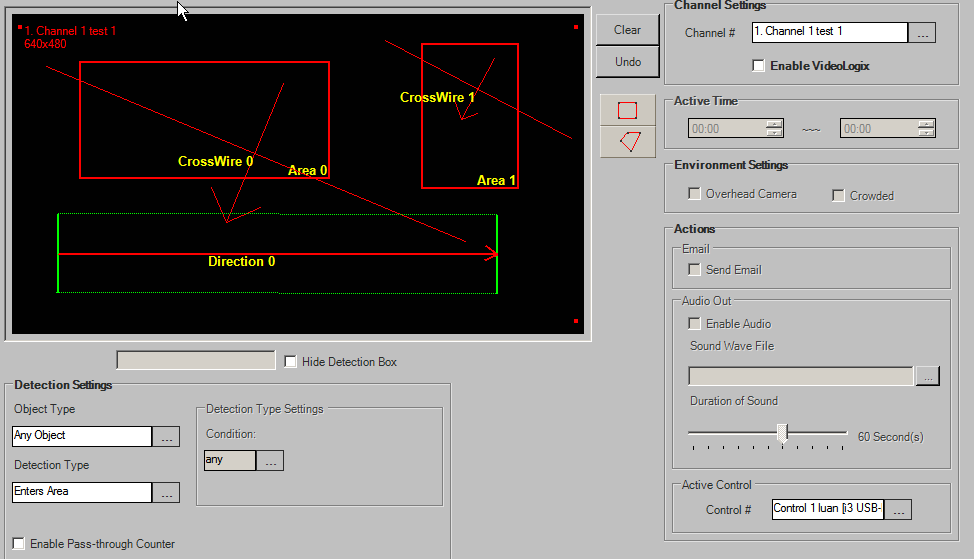 1. Channel 1 test 1
640x480
CrossWire 1
CrossWire 0
Area 0
Area 1
Direction 0
Clear
Undo
Hide Detection Box
Detection Settings
Object Type
Any Object
...
Detection Type
Enters Area
...
Detection Type Settings
Condition:
any
...
Enable Pass-through Counter
Channel Settings
Channel #
1. Channel 1 test 1
...
Enable VideoLogix
Active Time
00:00
~~~
00:00
Environment Settings
Overhead Camera
Crowded
Actions
Email
Send Email
Audio Out
Enable Audio
Sound Wave File
...
Duration of Sound
60 Second(s)
Active Control
Control #
Control 1 luan [i3 USB-
...